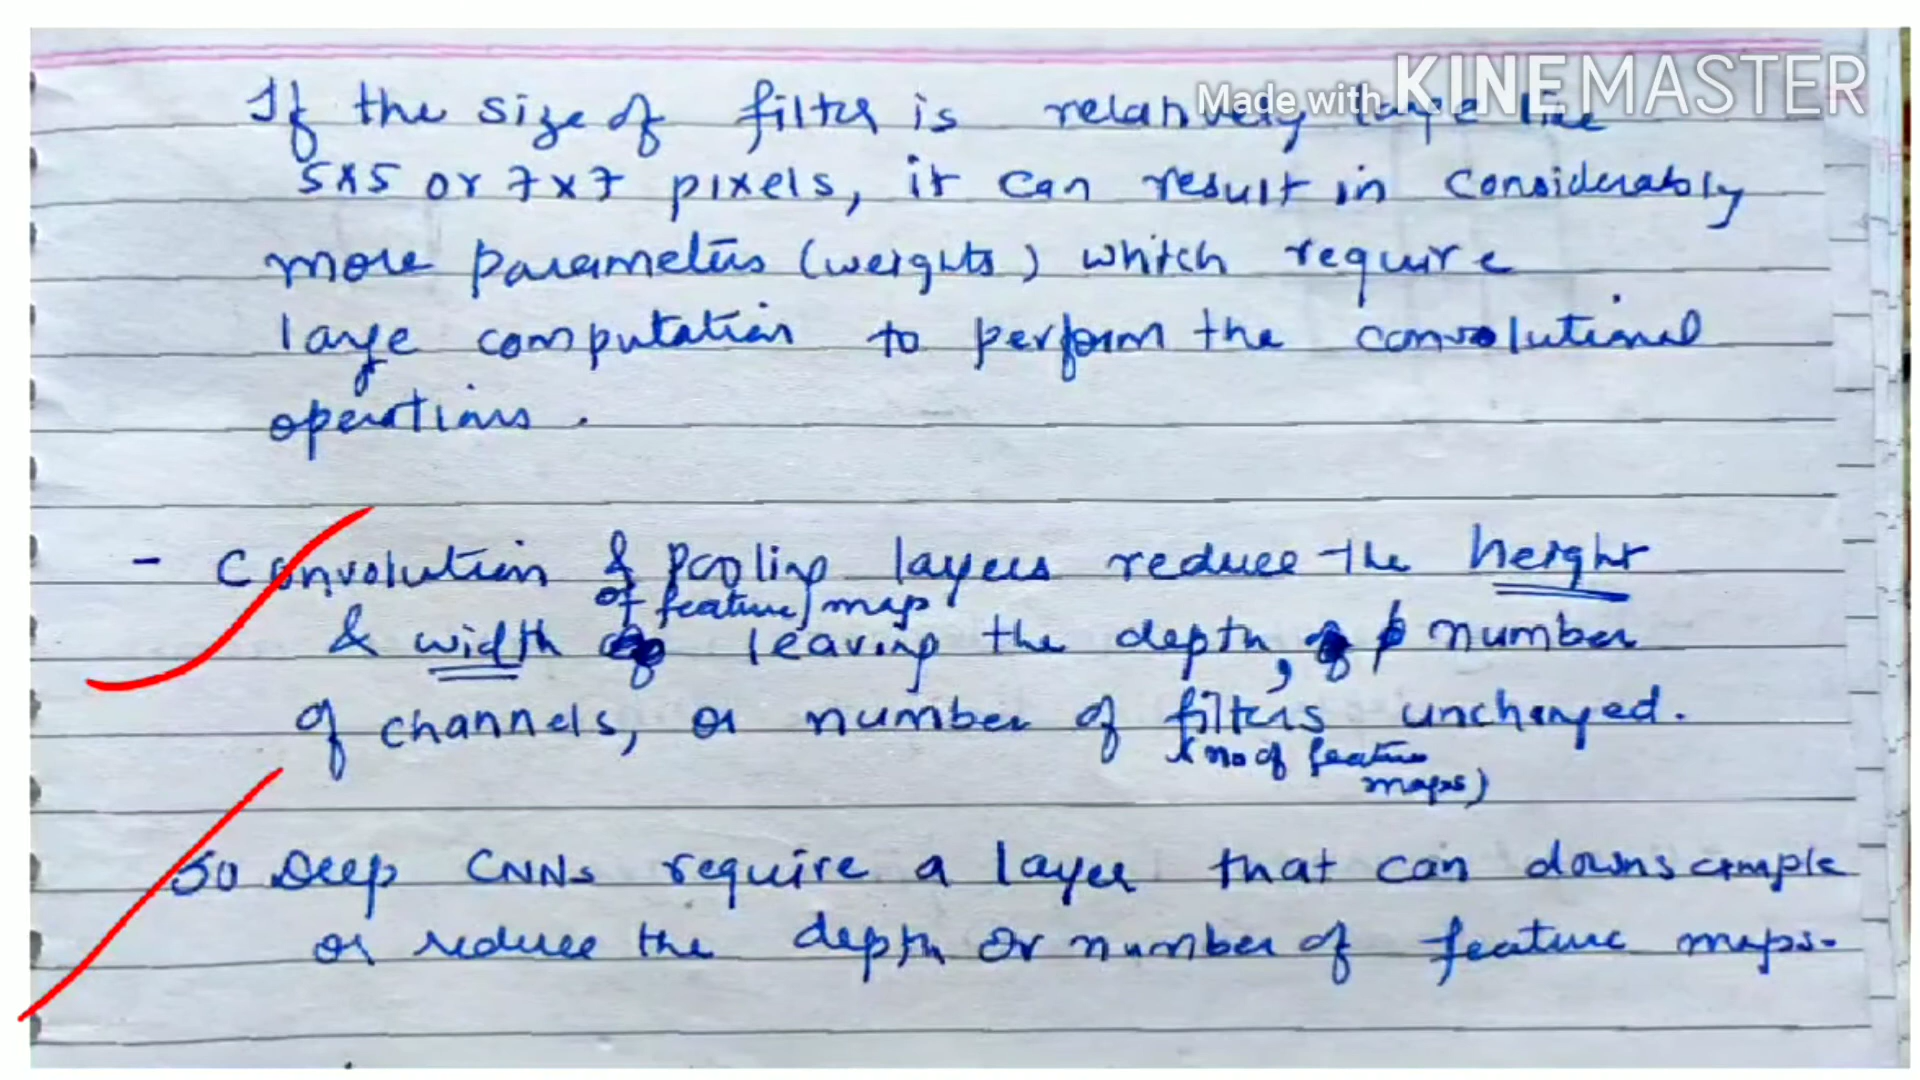 Made with KINEMASTER
If the size of filter is relatively large like
5x5 or 7x7 pixels, it can result in considerably
more parameters (weights) which require
large computation to perform the convolutional
operations.
- Convolution & pooling layers reduce the height
of feature map
& width leaving the depth, number
of channels, or number of filters unchanged.
(no of feature
maps)
So Deep CNNs require a layer that can downsample
or reduce the depth or number of feature maps.